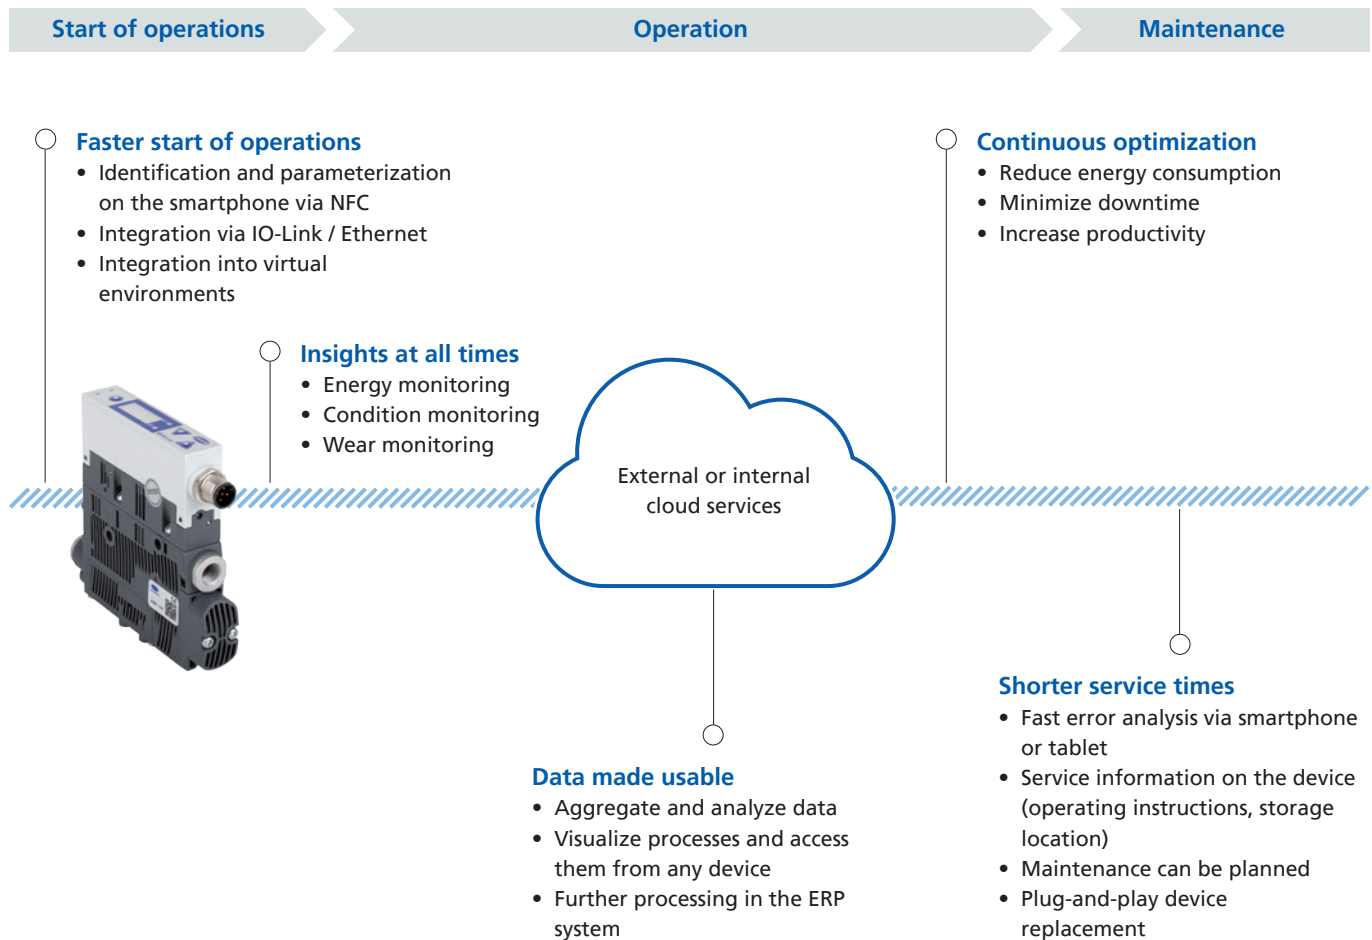 Start of operations
Operation
Maintenance
Faster start of operations
• Identification and parameterization
on the smartphone via NFC
• Integration via IO-Link / Ethernet
• Integration into virtual
environments
Continuous optimization
• Reduce energy consumption
• Minimize downtime
• Increase productivity
Insights at all times
• Energy monitoring
• Condition monitoring
• Wear monitoring
External or internal
cloud services
Data made usable
• Aggregate and analyze data
• Visualize processes and access
them from any device
• Further processing in the ERP
system
Shorter service times
• Fast error analysis via smartphone
or tablet
• Service information on the device
(operating instructions, storage
location)
• Maintenance can be planned
• Plug-and-play device
replacement